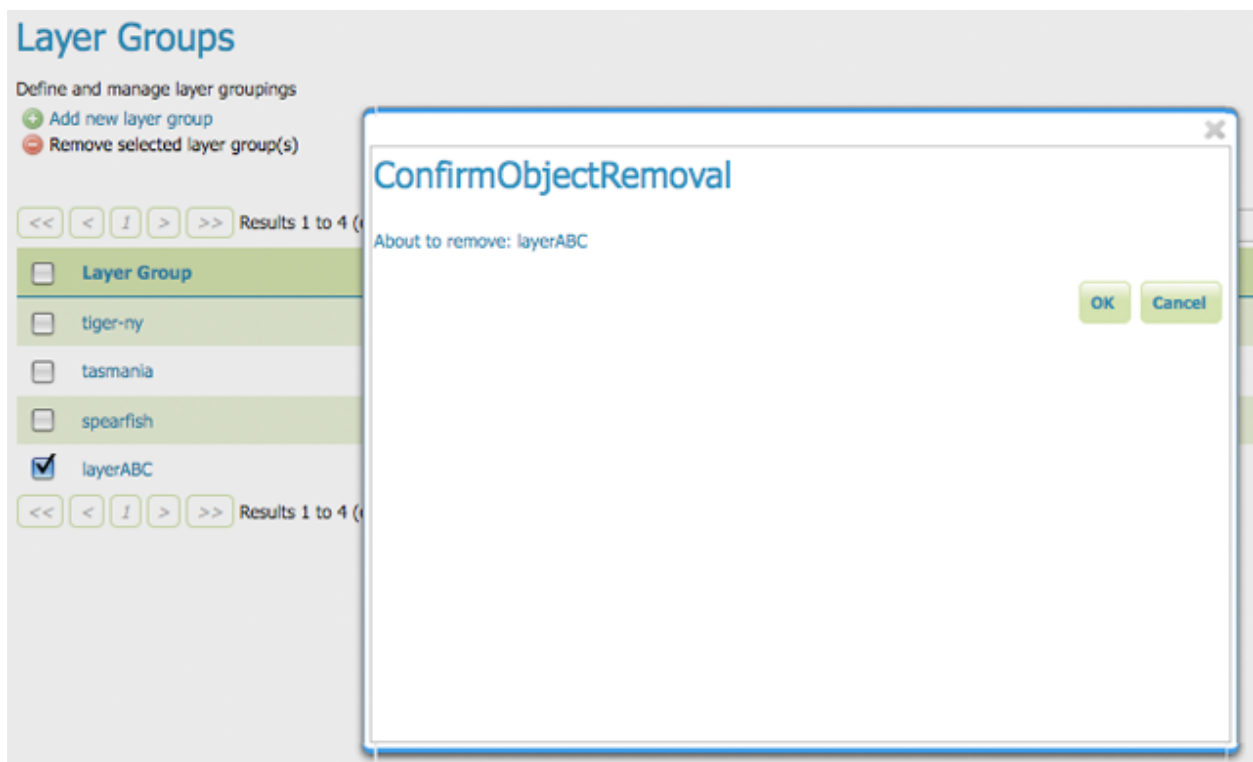 Layer Groups
Define and manage layer groupings
Add new layer group
Remove selected layer group(s)
<< < 1 > >> Results 1 to 4 (
Layer Group
tiger-ny
tasmania
spearfish
layerABC
<< < 1 > >> Results 1 to 4 (
ConfirmObjectRemoval
About to remove: layerABC
OK Cancel